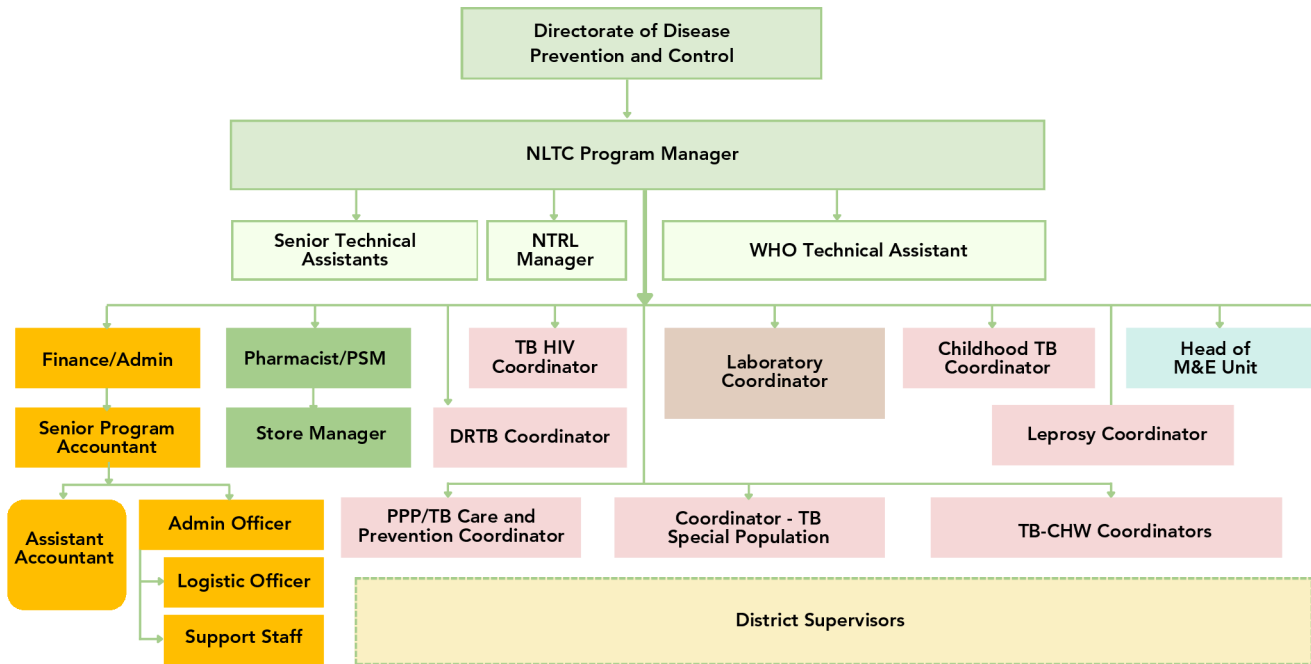 Directorate of Disease
Prevention and Control
NLTC Program Manager
Senior Technical
Assistants
NTRL
Manager
WHO Technical Assistant
Finance/Admin
Pharmacist/PSM
TB HIV
Coordinator
Laboratory
Coordinator
Childhood TB
Coordinator
Head of
M&E Unit
Senior Program
Accountant
Store Manager
DRTB Coordinator
Leprosy Coordinator
Assistant
Accountant
Admin Officer
PPP/TB Care and
Prevention Coordinator
Coordinator - TB
Special Population
TB-CHW Coordinators
Logistic Officer
Support Staff
District Supervisors